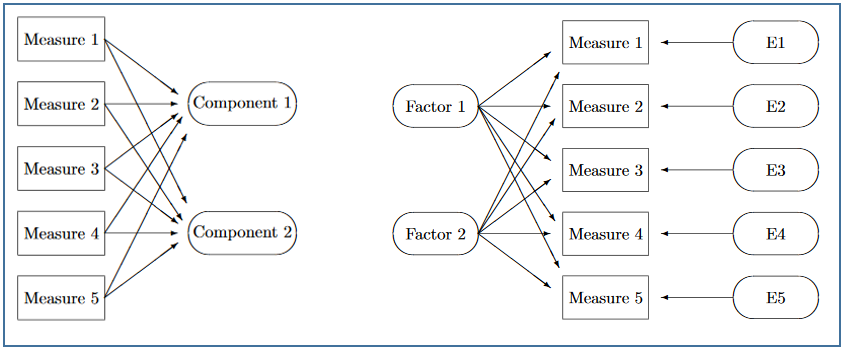 Measure 1
Measure 2
Measure 3
Measure 4
Measure 5
Component 1
Component 2
Factor 1
Factor 2
Measure 1
Measure 2
Measure 3
Measure 4
Measure 5
E1
E2
E3
E4
E5